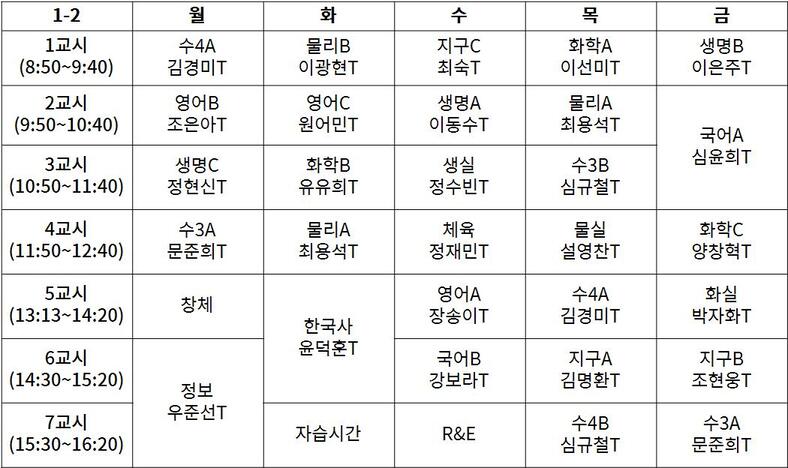 1-2 월 화 수 목 금
1교시 수4A 물리B 지구C 화학A 생명B
(8:50~9:40) 김경미T 이광현T 최숙T 이선미T 이은주T
2교시 영어B 영어C 생명A 물리A
(9:50~10:40) 조은아T 원어민T 이동수T 최용석T
국어A
심윤희T
3교시 생명C 화학B 생실 수3B
(10:50~11:40) 정현신T 유유희T 정수빈T 심규철T
4교시 수3A 물리A 체육 물실 화학C
(11:50~12:40) 문준희T 최용석T 정재민T 설영찬T 양창혁T
5교시 창체 영어A 수4A 화실
(13:13~14:20) 장송이T 김경미T 박자화T
한국사
윤덕훈T
6교시 국어B 지구A 지구B
(14:30~15:20) 강보라T 김명환T 조현웅T
정보
우준선T
7교시 자습시간 R&E 수4B 수3A
(15:30~16:20) 심규철T 문준희T